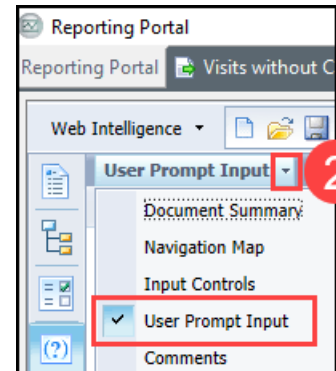 Reporting Portal
Reporting Portal Visits without C
Web Intelligence
User Prompt Input 2
Document Summary
Navigation Map
Input Controls
User Prompt Input
(?) Comments